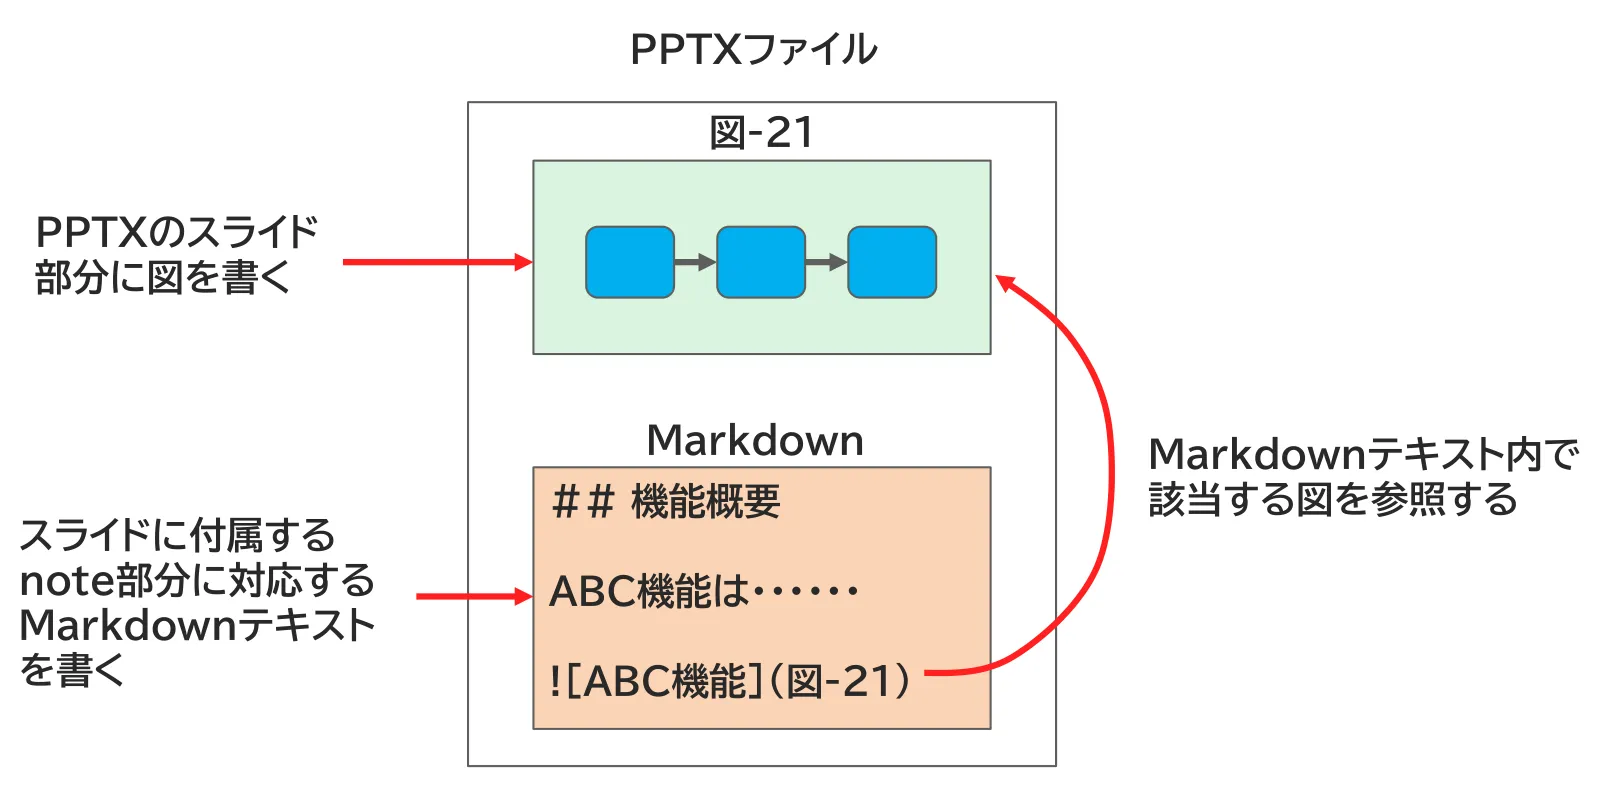 PPTXファイル
図-21
PPTXのスライド
部分に図を書く
Markdown
## 機能概要
ABC機能は・・・・・・
![ABC機能](図-21)
スライドに付属する
note部分に対応する
Markdownテキスト
を書く
Markdownテキスト内で
該当する図を参照する